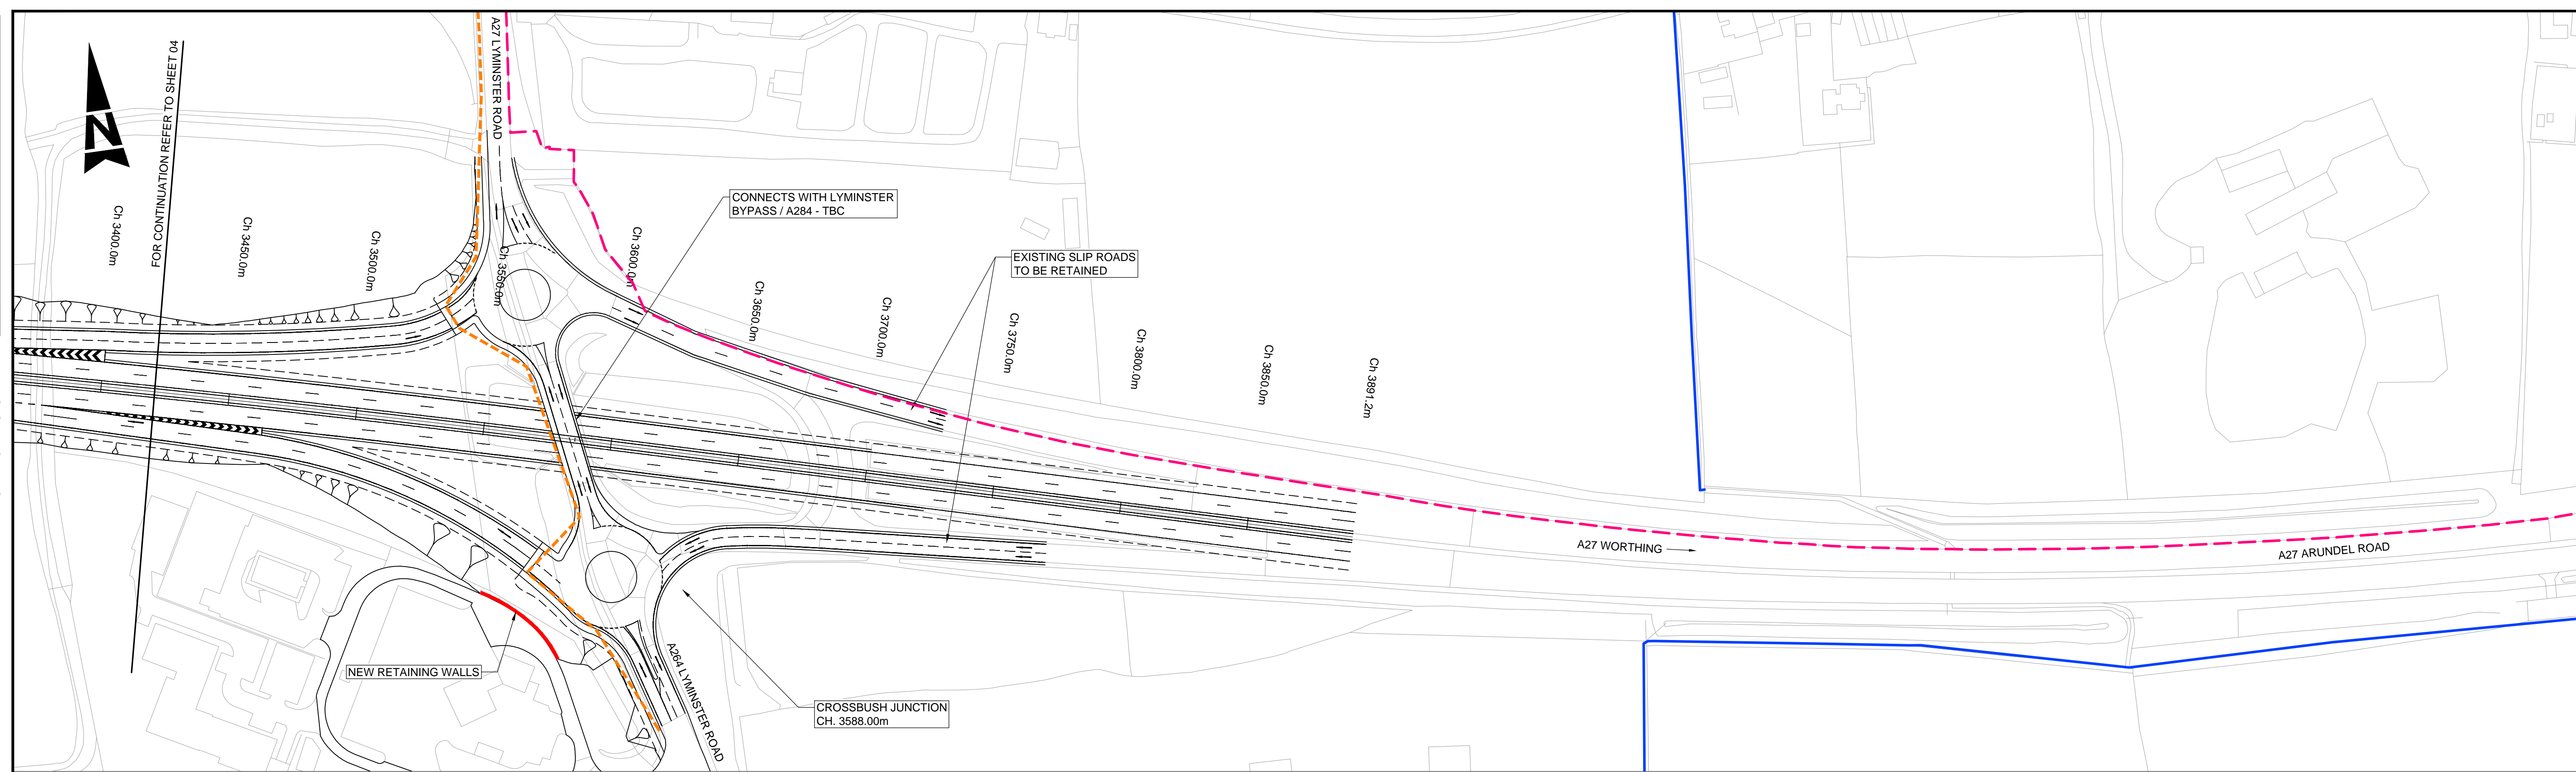 A27 LYMINSTER ROAD
N
FOR CONTINUATION REFER TO SHEET 04
CONNECTS WITH LYMINSTER
BYPASS / A284 - TBC
EXISTING SLIP ROADS
TO BE RETAINED
Ch 3400.0m
Ch 3450.0m
Ch 3500.0m
Ch 3550.0m
Ch 3600.0m
Ch 3650.0m
Ch 3700.0m
Ch 3750.0m
Ch 3800.0m
Ch 3850.0m
Ch 3891.2m
A27 WORTHING
A27 ARUNDEL ROAD
NEW RETAINING WALLS
A264 LYMINSTER ROAD
CROSSBUSH JUNCTION
CH. 3588.00m